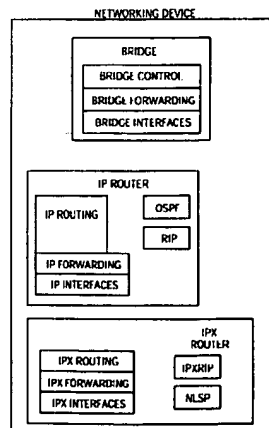 NETWORKING DEVICE
BRIDGE
BRIDGE CONTROL
BRIDGE FORWARDING
BRIDGE INTERFACES
IP ROUTER
IP ROUTING
OSPF
RIP
IP FORWARDING
IP INTERFACES
IPX
ROUTER
IPX ROUTING
IPXRIP
IPX FORWARDING
NLSP
IPX INTERFACES